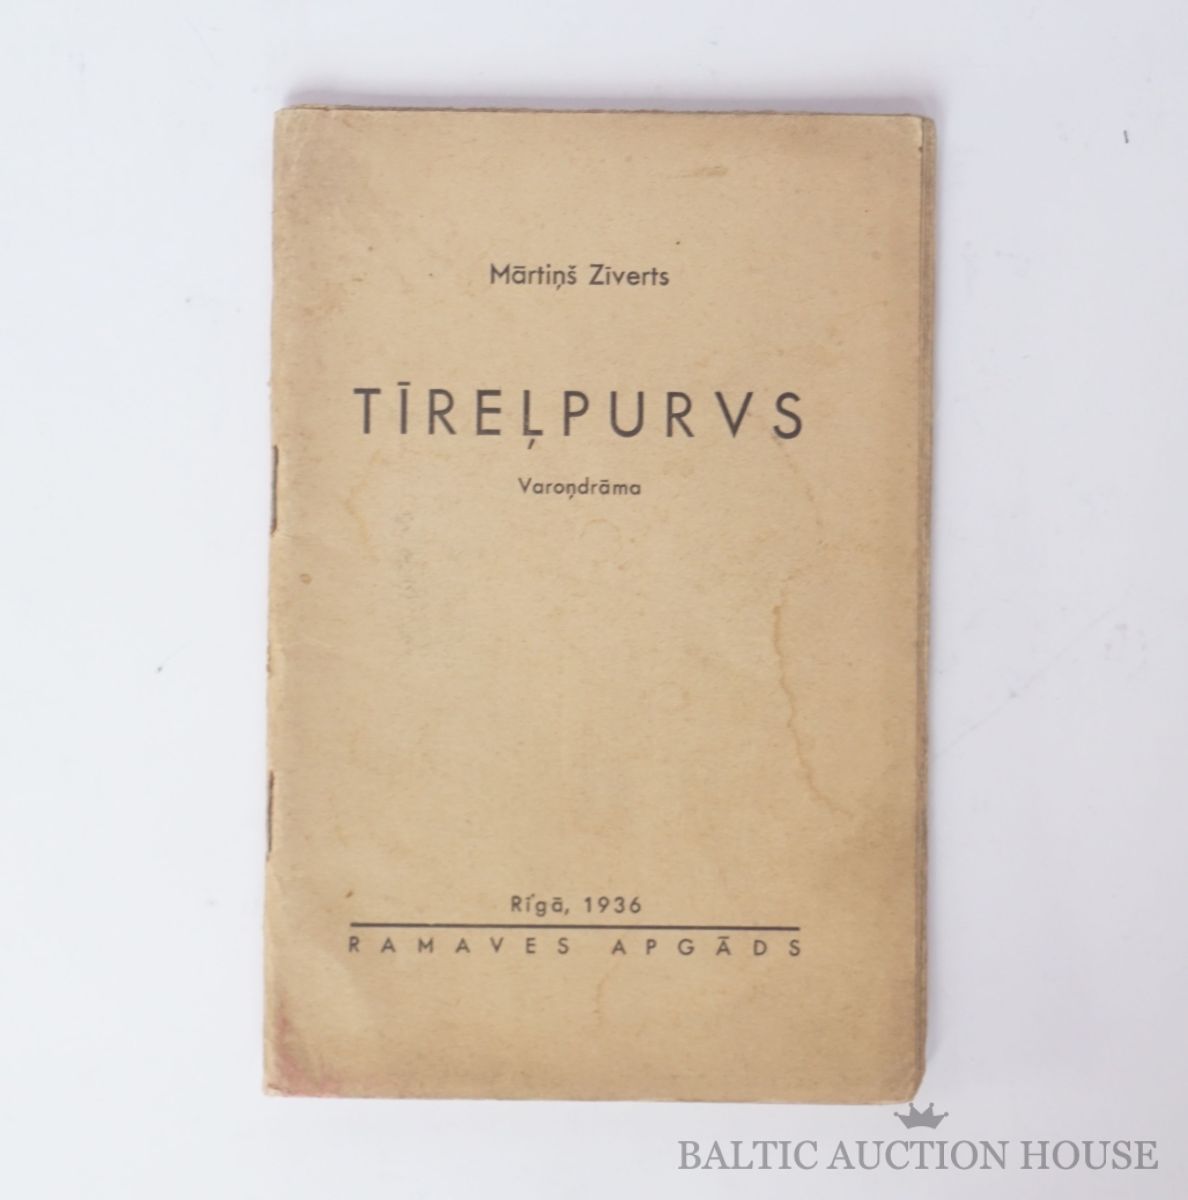 Mārtiņš Zīverts
TĪREĻPURVS
Varoņdrāma
Rīgā, 1936
RAMAVES APGĀDS
BALTIC AUCTION HOUSE